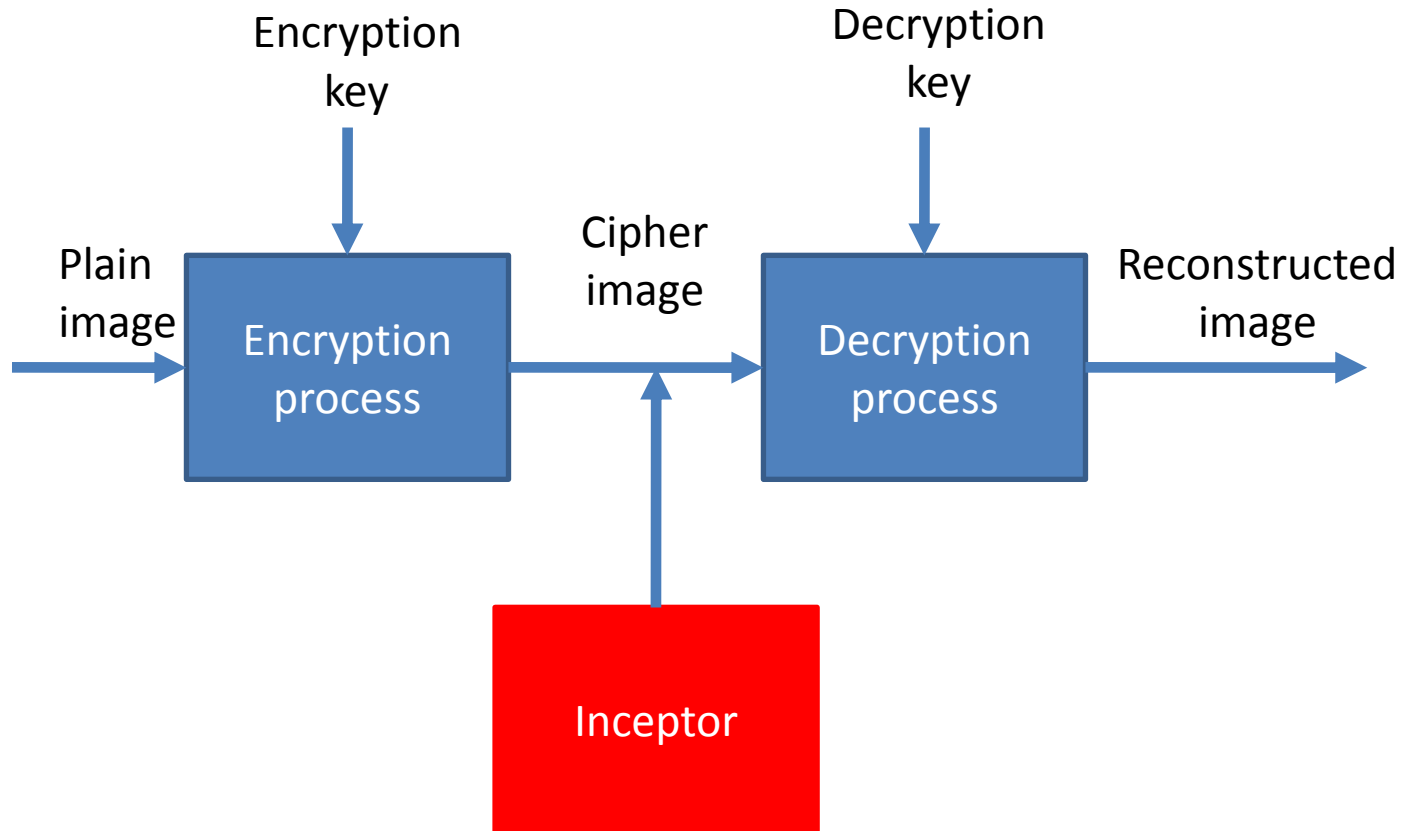 Encryption
key
Decryption
key
Plain
image
Encryption
process
Cipher
image
Decryption
process
Reconstructed
image
Inceptor